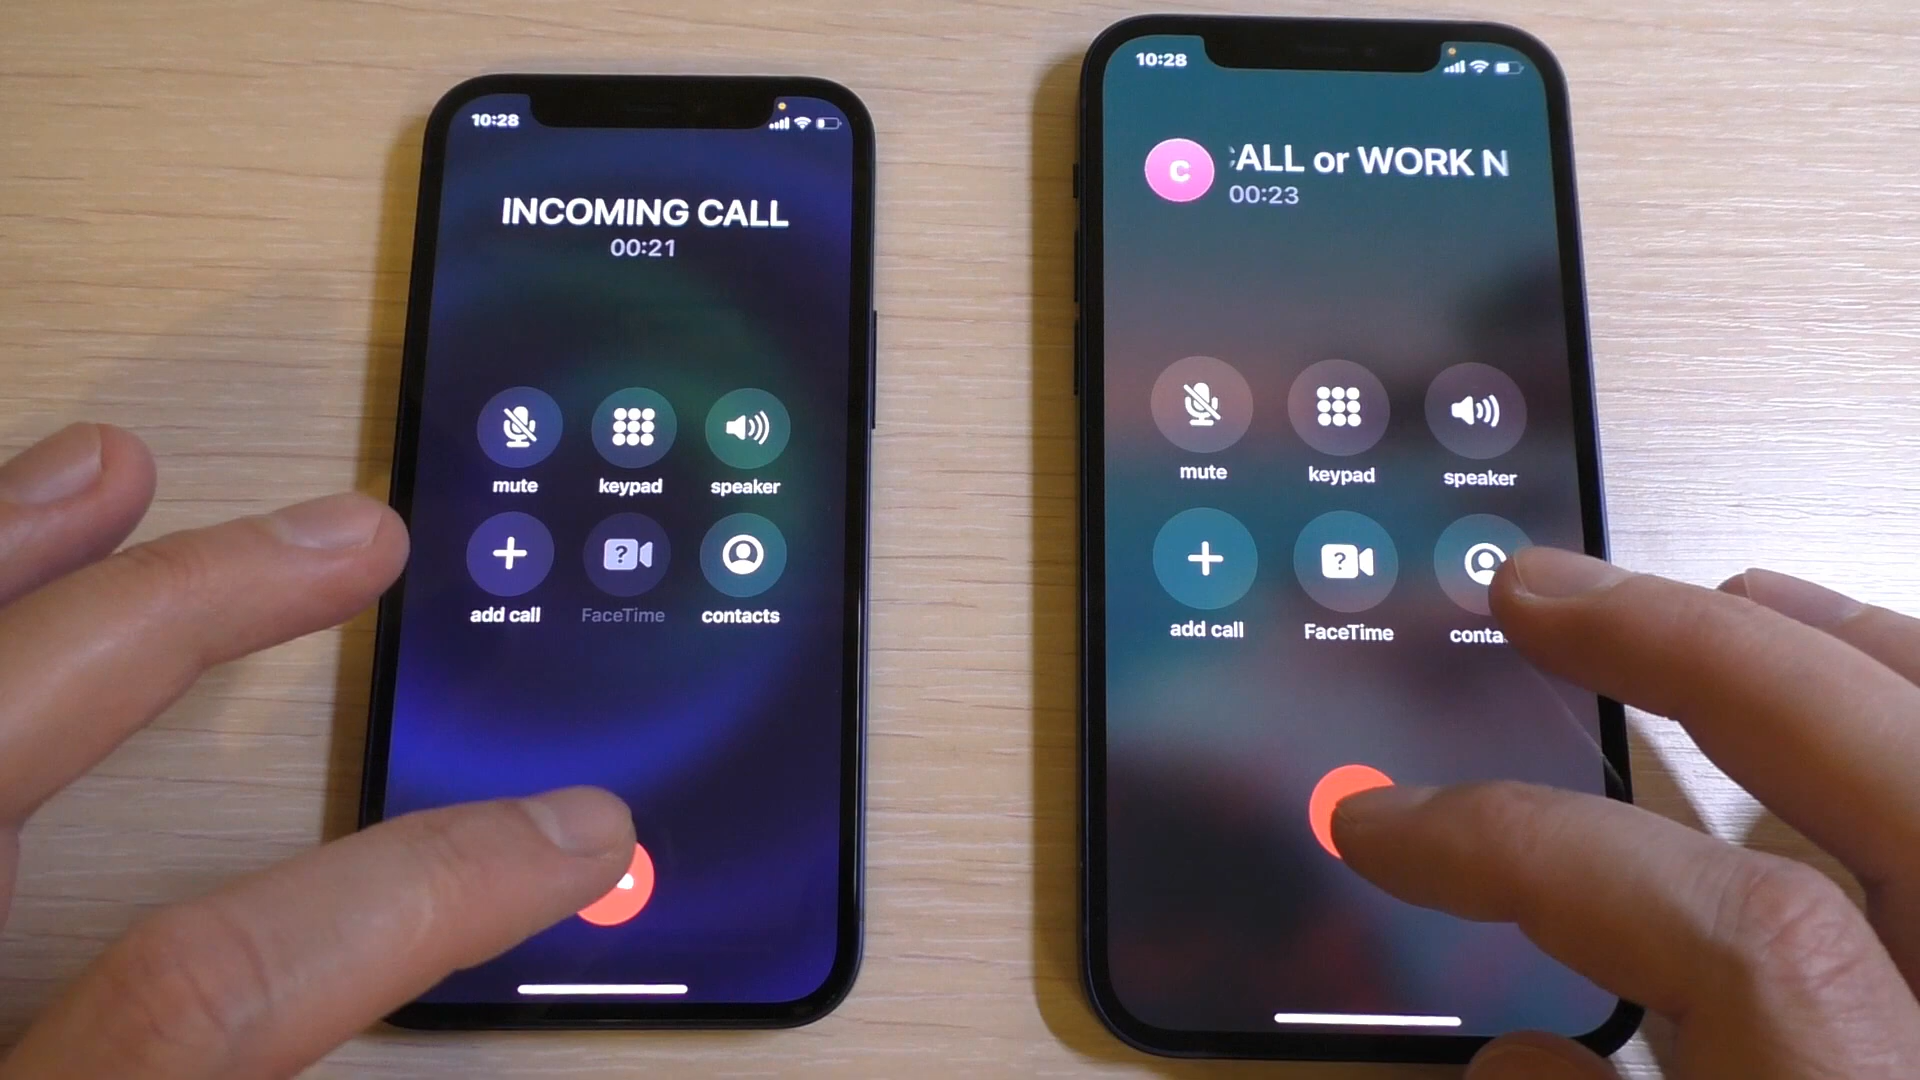 10:28
INCOMING CALL
00:21
mute keypad speaker
add call FaceTime contacts
10:28
C
CALL or WORK N
00:23
mute keypad speaker
add call FaceTime conta